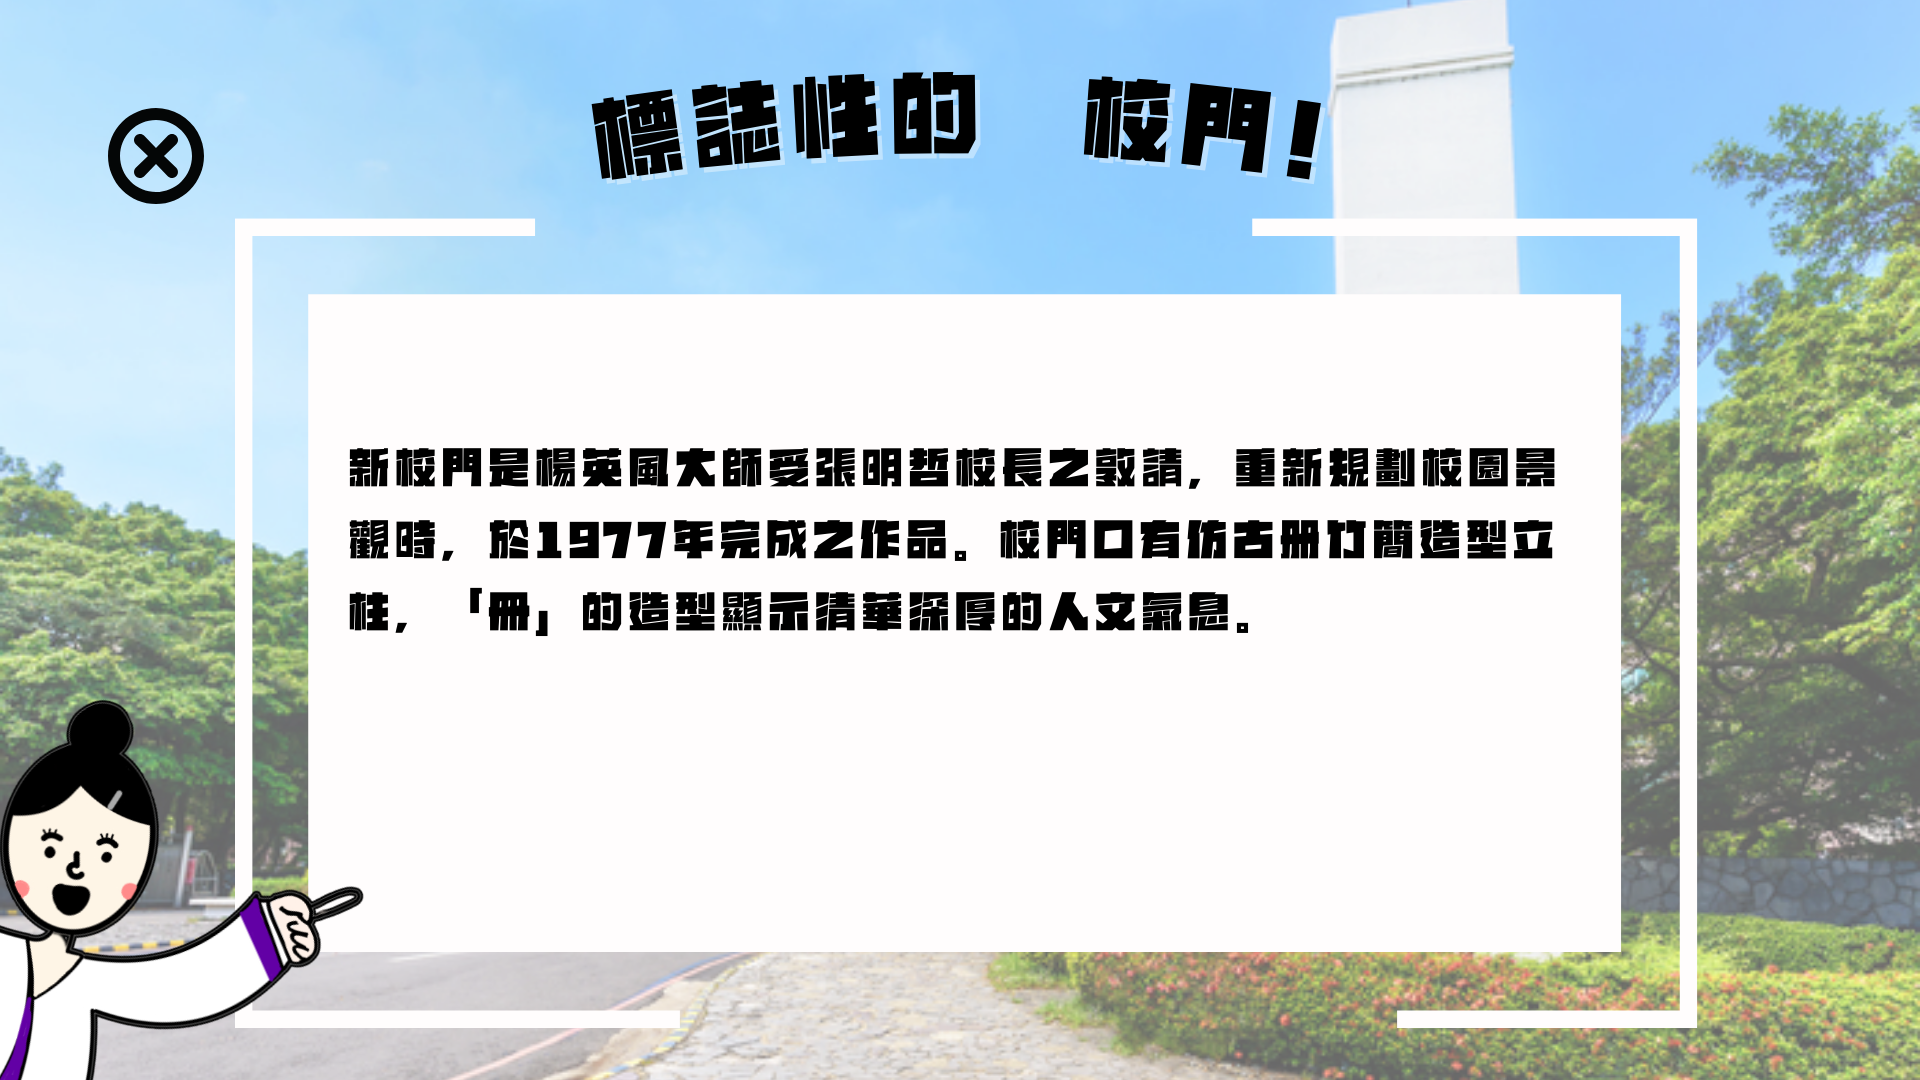 標誌性的 校門!
新校門是楊英風大師受張明哲校長之敦請,重新規劃校園景
觀時,於1977年完成之作品。校門口有仿古册竹簡造型立
柱,「冊」的造型顯示清華深厚的人文氣息。